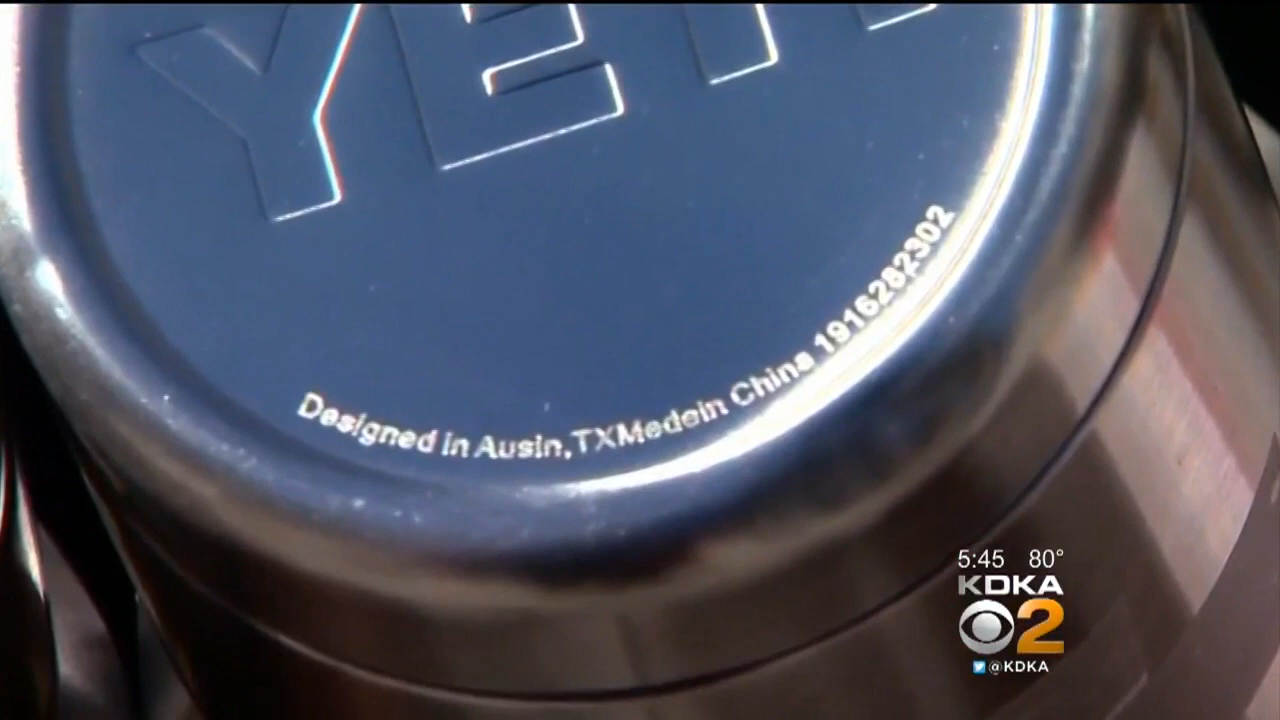 YETI
Designed in Ausin,TXMedein China 1916282302
5:45 80°
KDKA
2
@KDKA